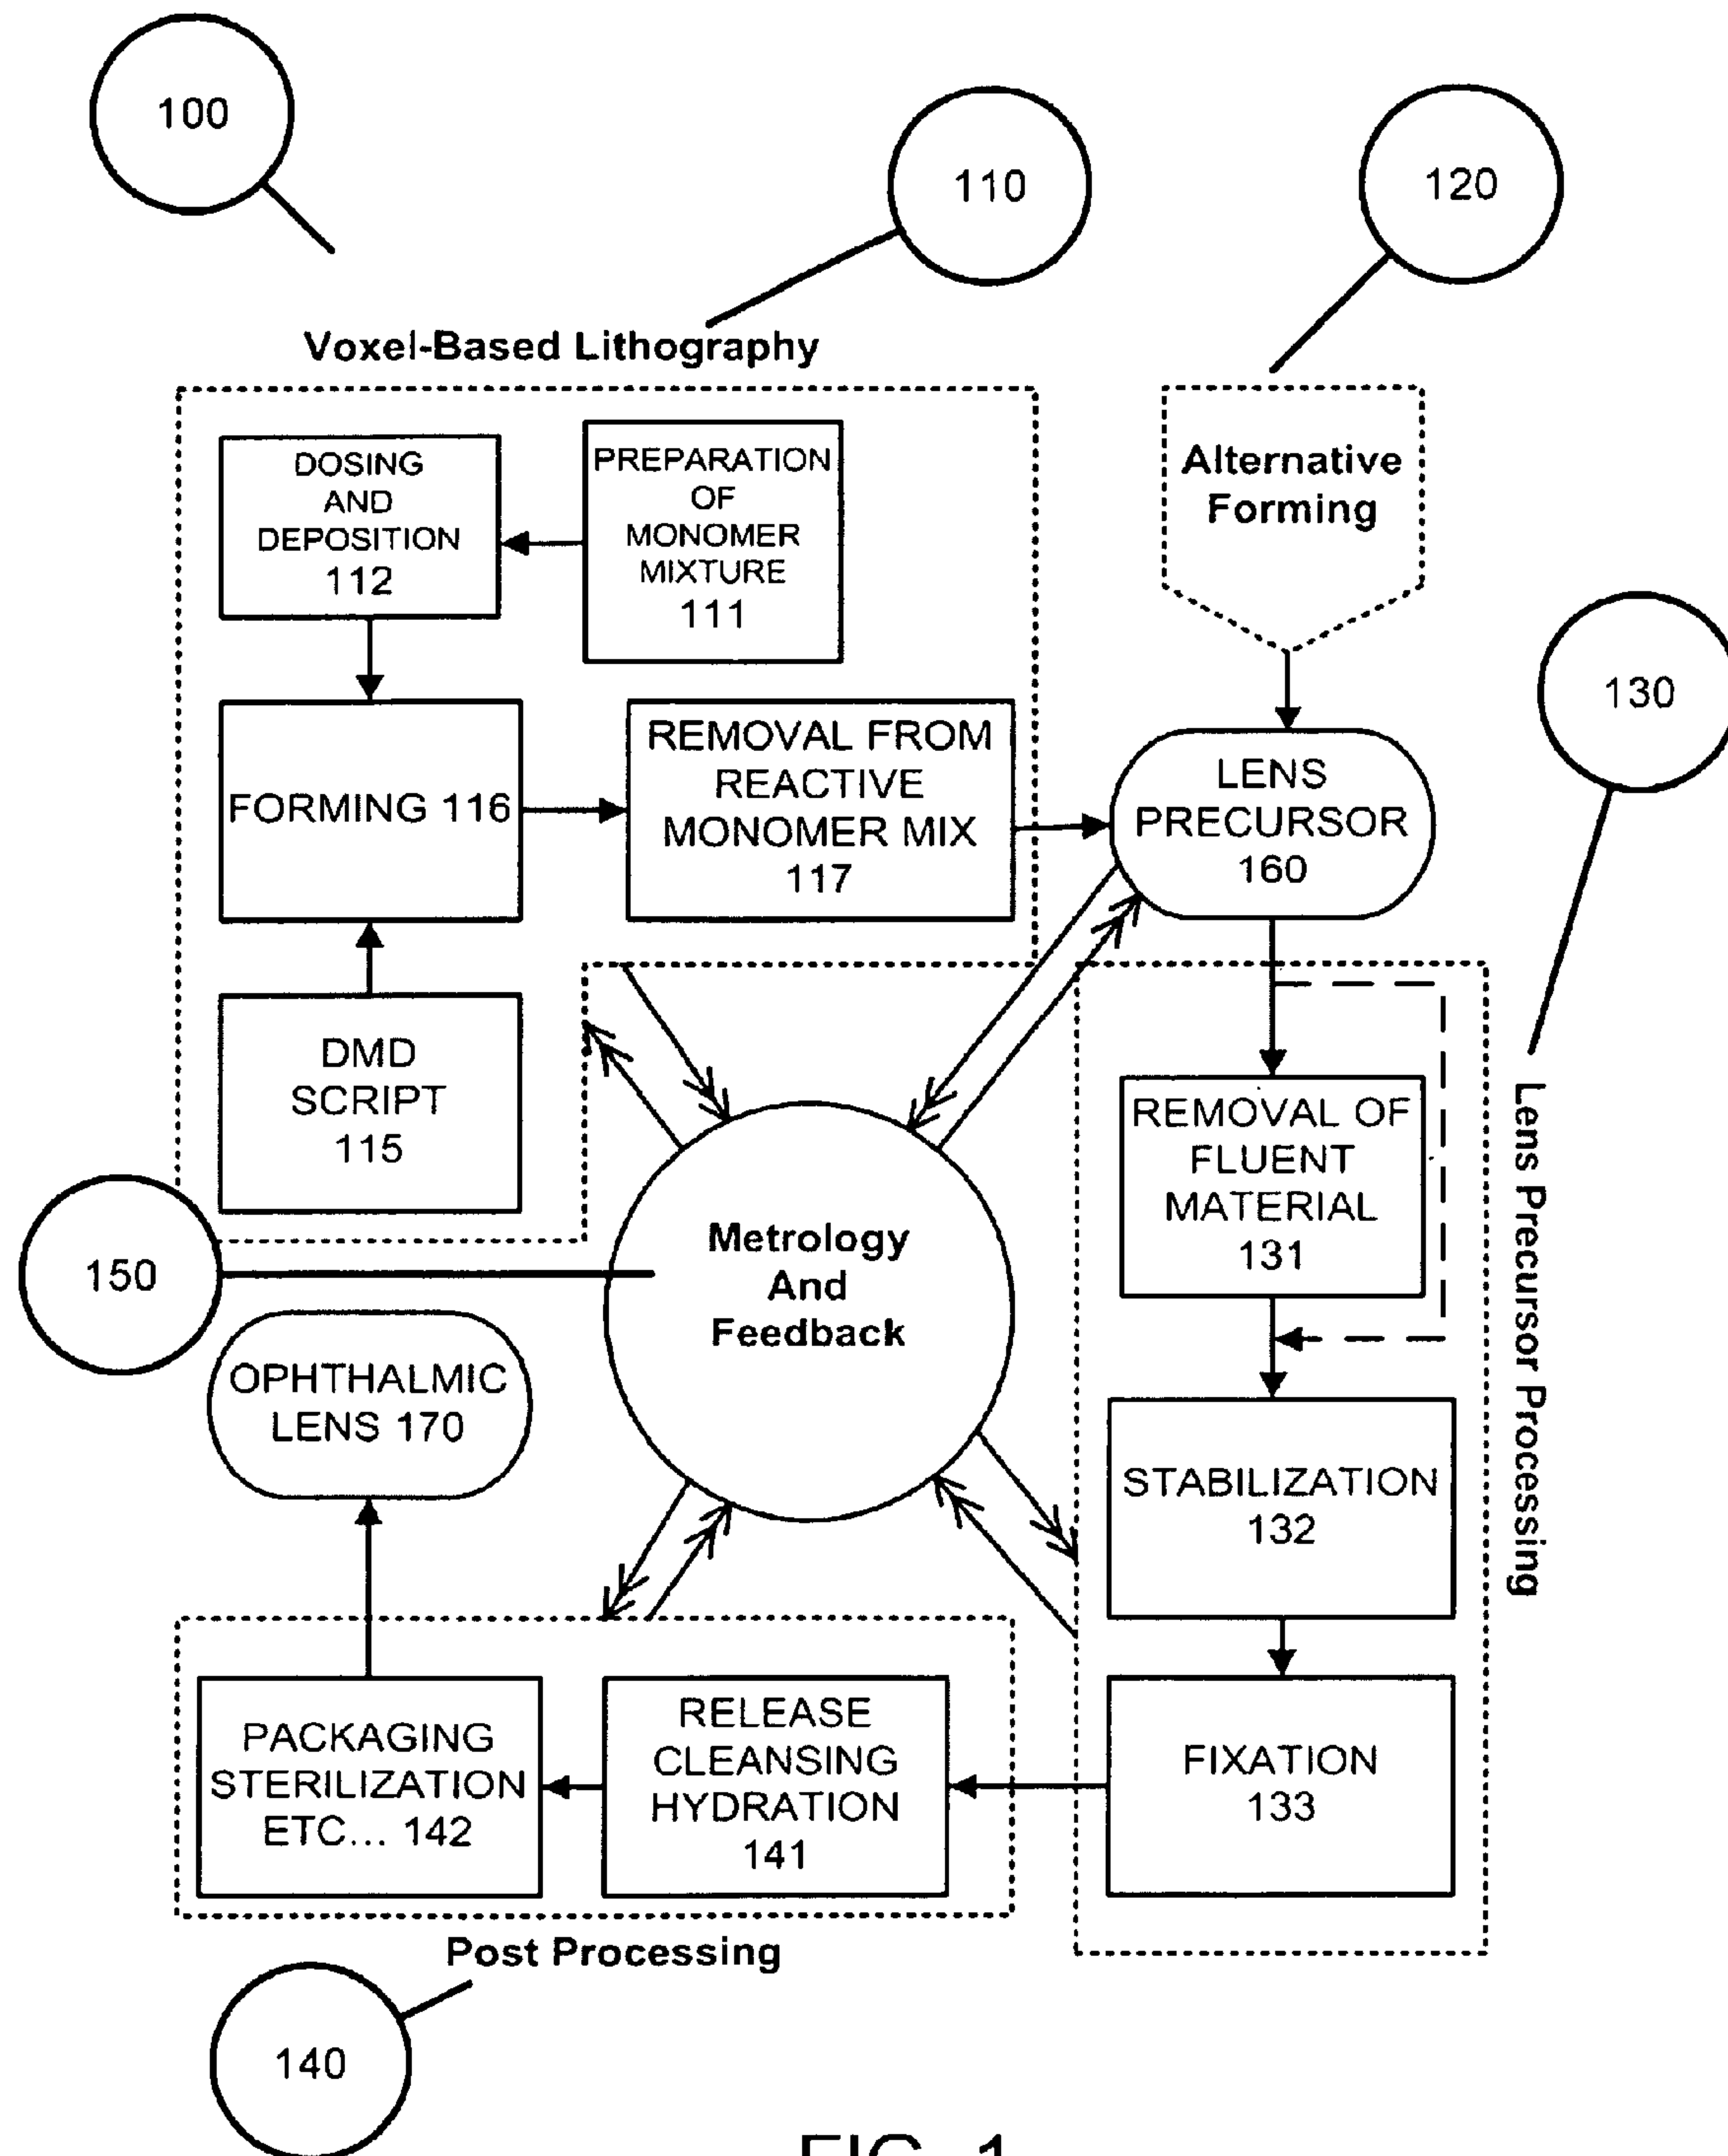 100
110
120
Voxel-Based Lithography
DOSING
AND
DEPOSITION
112
PREPARATION
OF
MONOMER
MIXTURE
111
Alternative
Forming
130
FORMING 116
REMOVAL FROM
REACTIVE
MONOMER MIX
117
LENS
PRECURSOR
160
DMD
SCRIPT
115
REMOVAL OF
FLUENT
MATERIAL
131
Lens Precursor Processing
150
Metrology
And
Feedback
OPHTHALMIC
LENS 170
STABILIZATION
132
PACKAGING
STERILIZATION
ETC... 142
RELEASE
CLEANSING
HYDRATION
141
FIXATION
133
Post Processing
140
FIG. 1